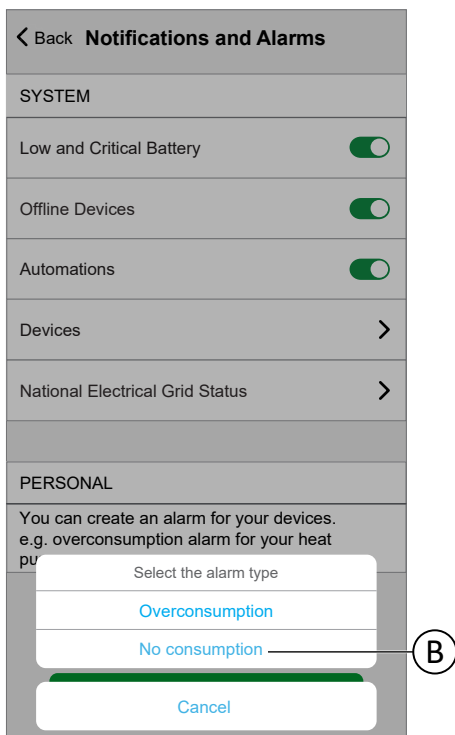 Back Notifications and Alarms
SYSTEM
Low and Critical Battery
Offline Devices
Automations
Devices
National Electrical Grid Status
PERSONAL
You can create an alarm for your devices.
e.g. overconsumption alarm for your heat
pu
Select the alarm type
Overconsumption
No consumption
B
Cancel